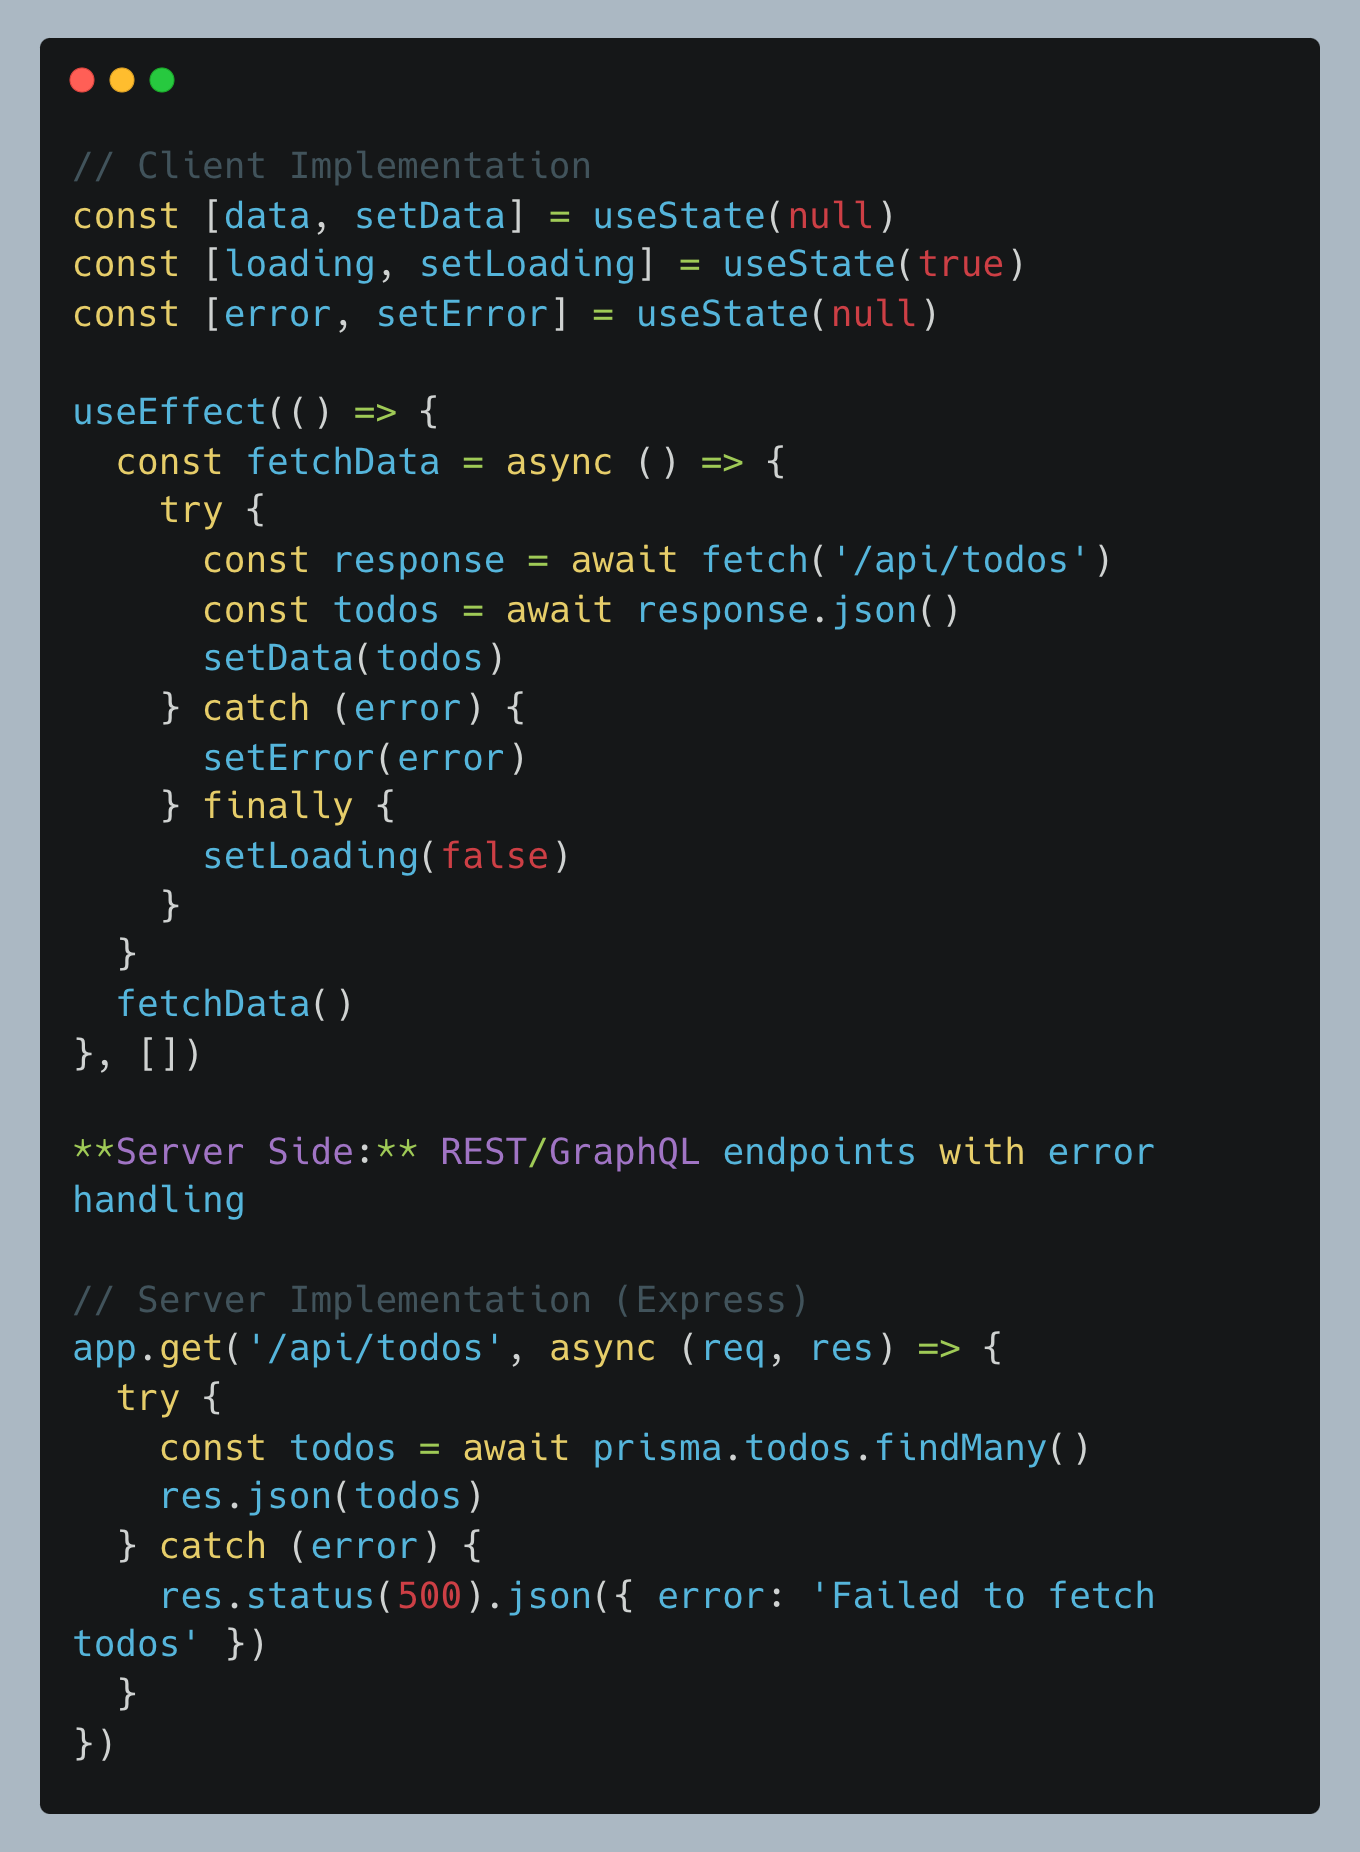 // Client Implementation
const [data, setData] = useState(null)
const [loading, setLoading] = useState(true)
const [error, setError] = useState(null)

useEffect(() => {
  const fetchData = async () => {
    try {
      const response = await fetch('/api/todos')
      const todos = await response.json()
      setData(todos)
    } catch (error) {
      setError(error)
    } finally {
      setLoading(false)
    }
  }
  fetchData()
}, [])

**Server Side:** REST/GraphQL endpoints with error
handling

// Server Implementation (Express)
app.get('/api/todos', async (req, res) => {
  try {
    const todos = await prisma.todos.findMany()
    res.json(todos)
  } catch (error) {
    res.status(500).json({ error: 'Failed to fetch
todos' })
  }
})